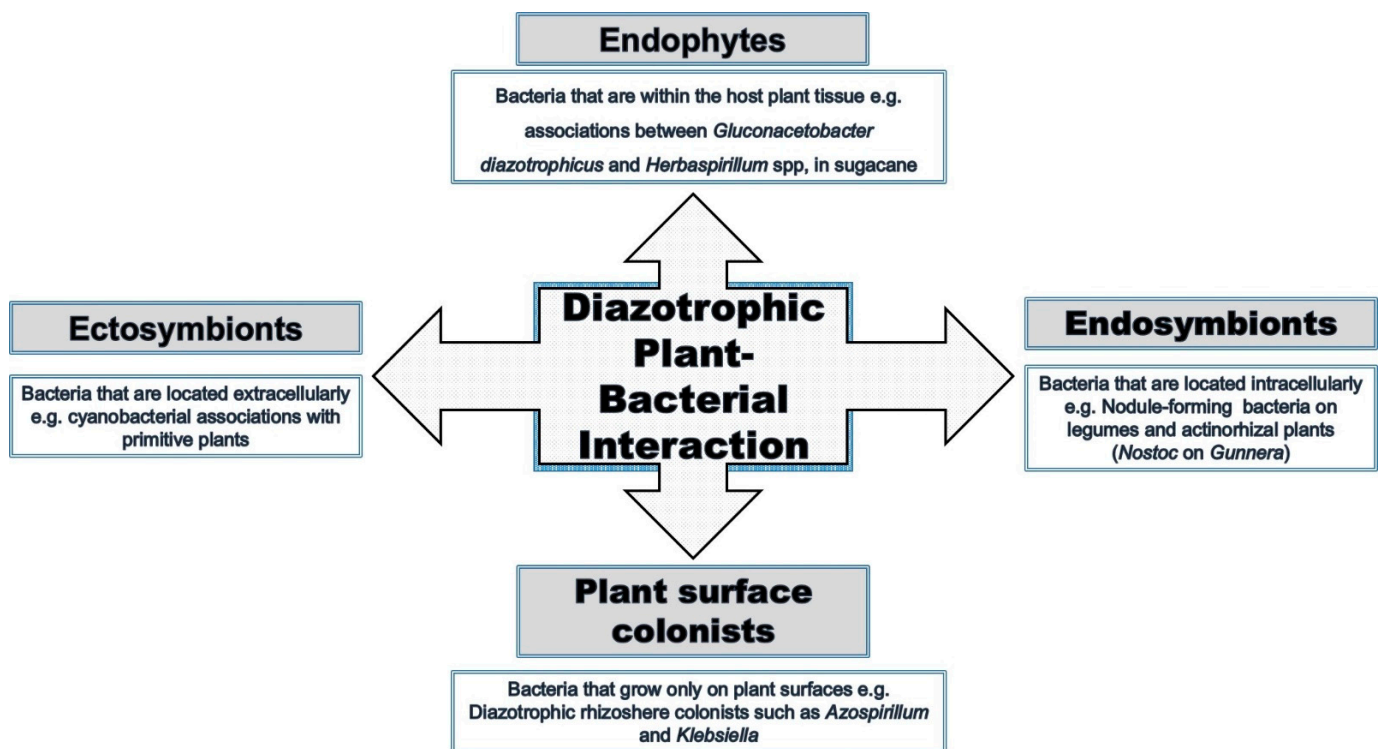 Endophytes
Bacteria that are within the host plant tissue e.g.
associations between Gluconacetobacter
diazotrophicus and Herbaspirillum spp, in sugacane
Ectosymbionts
Bacteria that are located extracellularly
e.g. cyanobacterial associations with
primitive plants
Diazotrophic
Plant-
Bacterial
Interaction
Endosymbionts
Bacteria that are located intracellularly
e.g. Nodule-forming bacteria on
legumes and actinorhizal plants
(Nostoc on Gunnera)
Plant surface
colonists
Bacteria that grow only on plant surfaces e.g.
Diazotrophic rhizoshere colonists such as Azospirillum
and Klebsiella